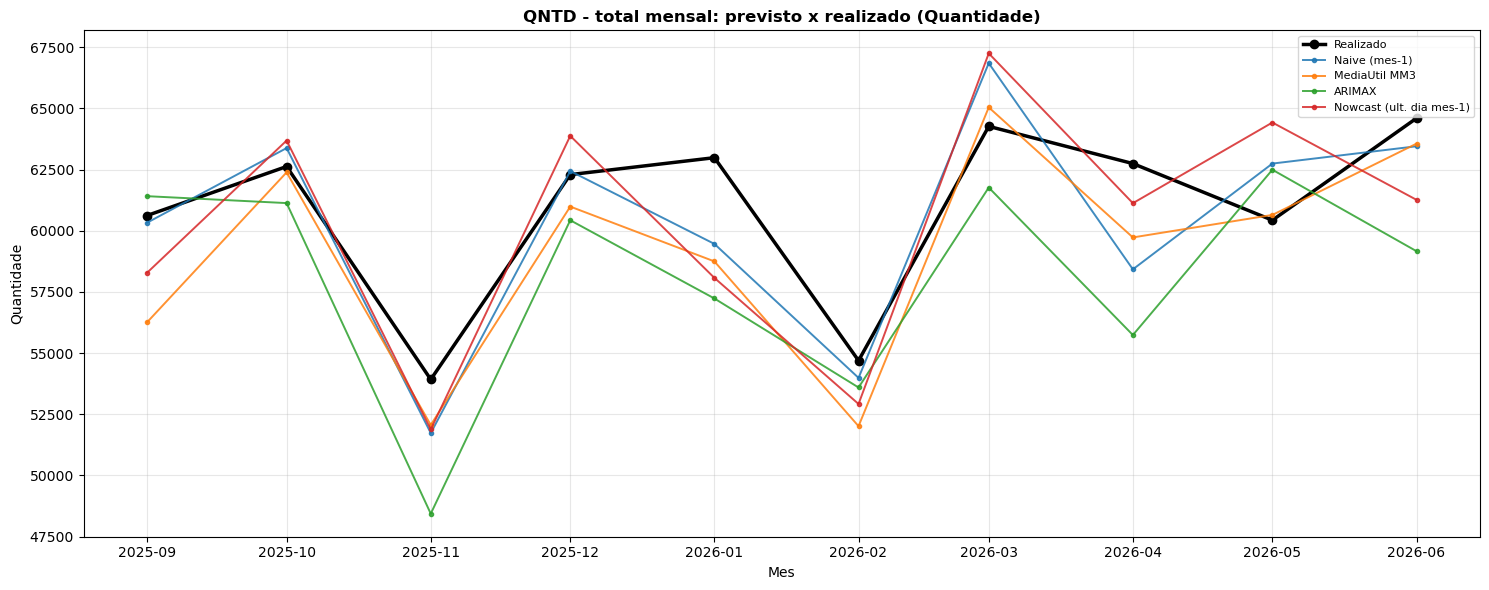 QNTD - total mensal: previsto x realizado (Quantidade)
Realizado
Naive (mes-1)
MediaUtil MM3
ARIMAX
Nowcast (ult. dia mes-1)
Quantidade
67500
65000
62500
60000
57500
55000
52500
50000
47500
2025-09 2025-10 2025-11 2025-12 2026-01 2026-02 2026-03 2026-04 2026-05 2026-06
Mes